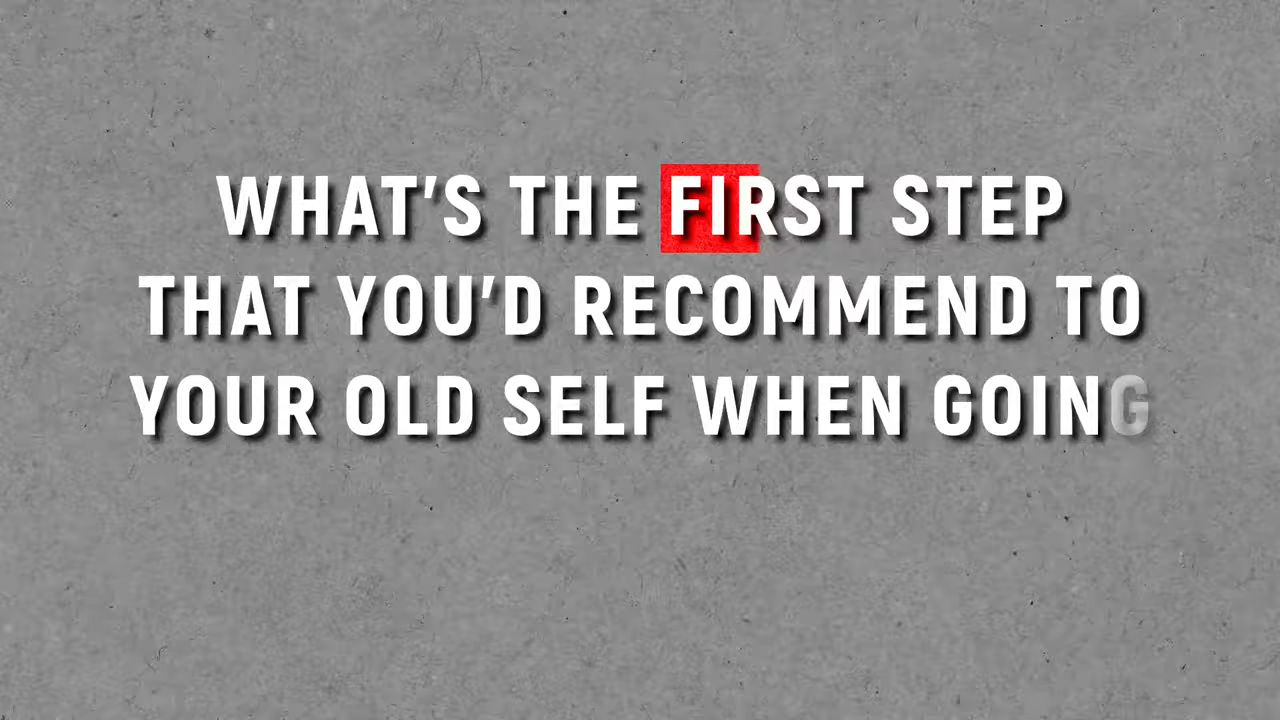 WHAT'S THE FIRST STEP
THAT YOU'D RECOMMEND TO
YOUR OLD SELF WHEN GOING